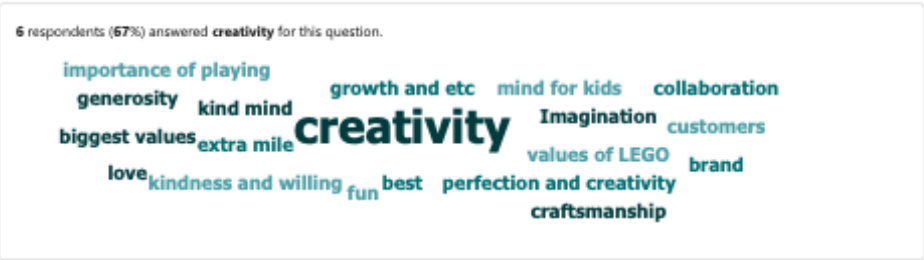 6 respondents (67%) answered creativity for this question.
importance of playing
growth and etc mind for kids collaboration
generosity kind mind
creativity Imagination customers
biggest values extra mile
values of LEGO brand
love kindness and willing fun best perfection and creativity
craftsmanship